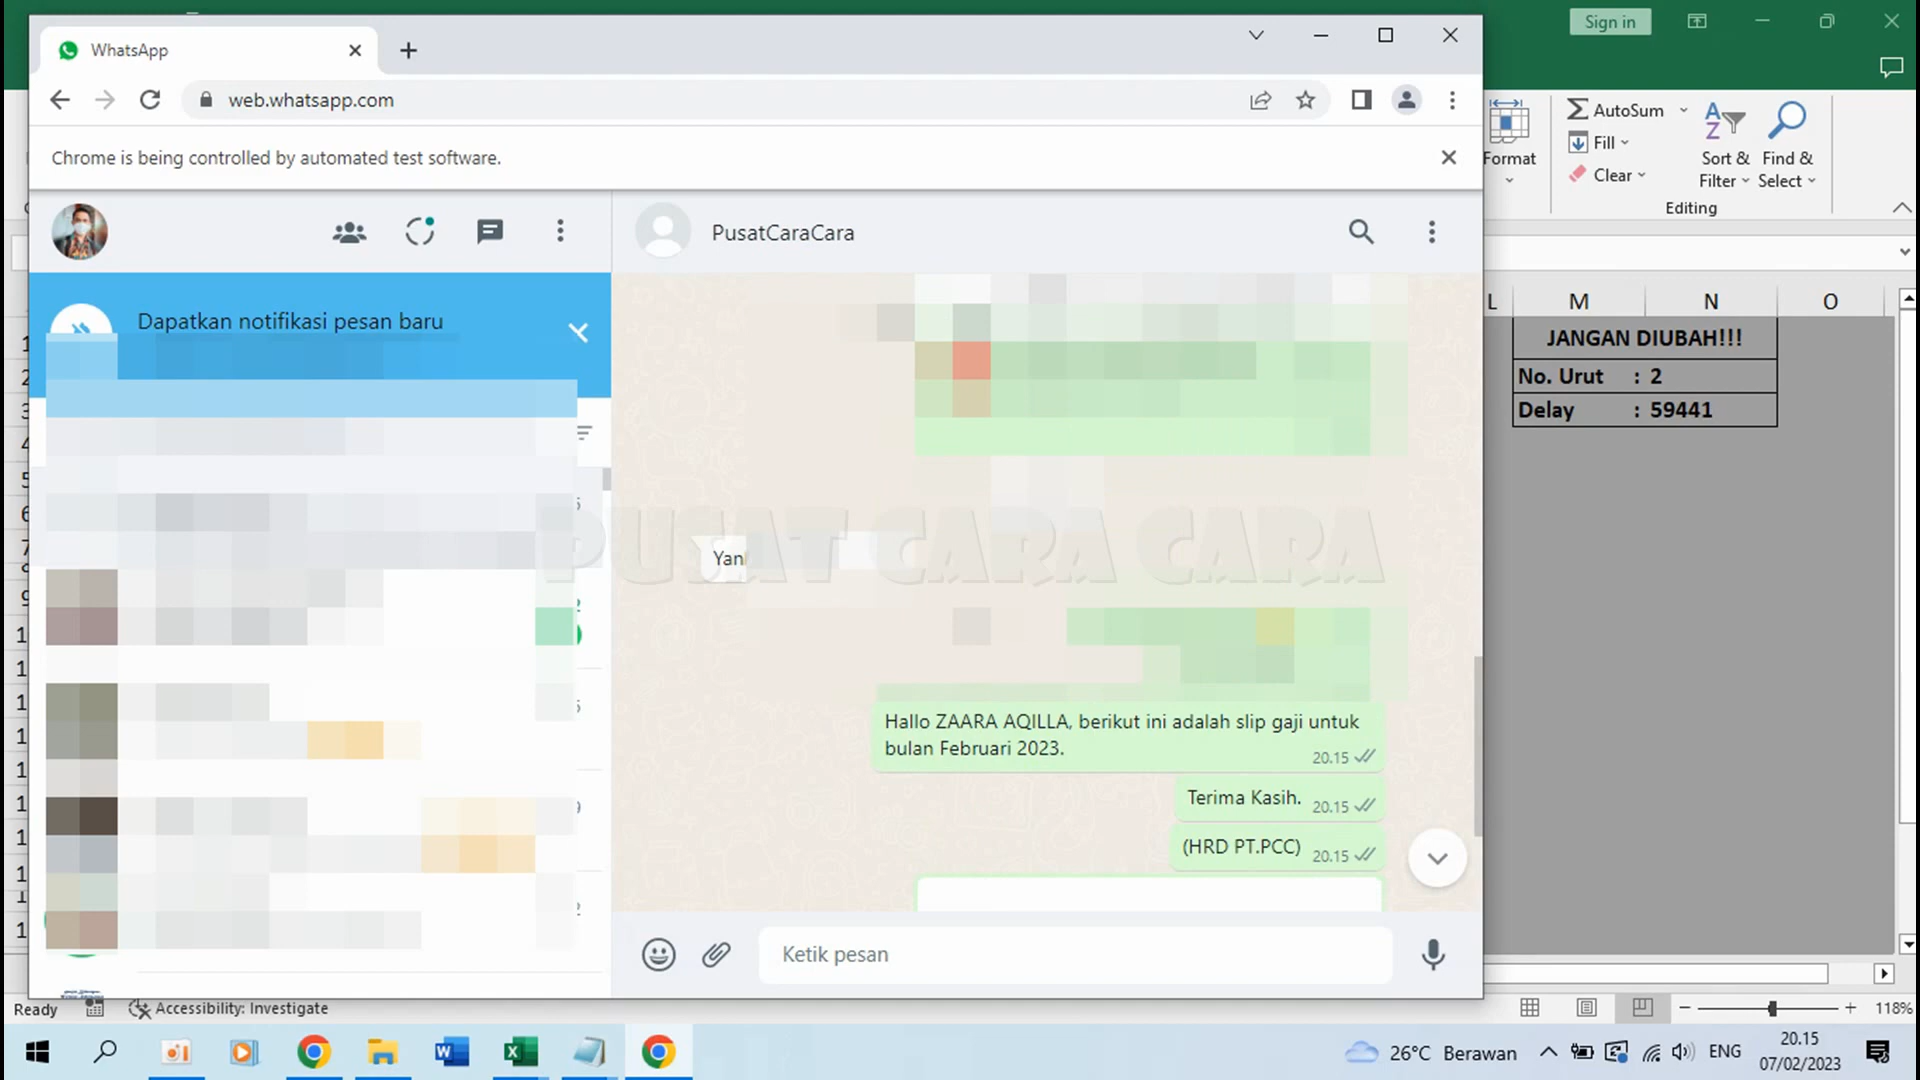 Sign in
WhatsApp
web.whatsapp.com
Chrome is being controlled by automated test software.
Format
AutoSum
Fill
Clear
Sort &
Filter
Find &
Select
Editing
PusatCaraCara
Dapatkan notifikasi pesan baru
L M N O
JANGAN DIUBAH!!!
No. Urut : 2
Delay : 59441
PUSAT CARA CARA
Hallo ZAARA AQILLA, berikut ini adalah slip gaji untuk
bulan Februari 2023.
20.15
Terima Kasih. 20.15
(HRD PT.PCC) 20.15
Ketik pesan
Ready
Accessibility: Investigate
118%
26°C Berawan
ENG
20.15
07/02/2023